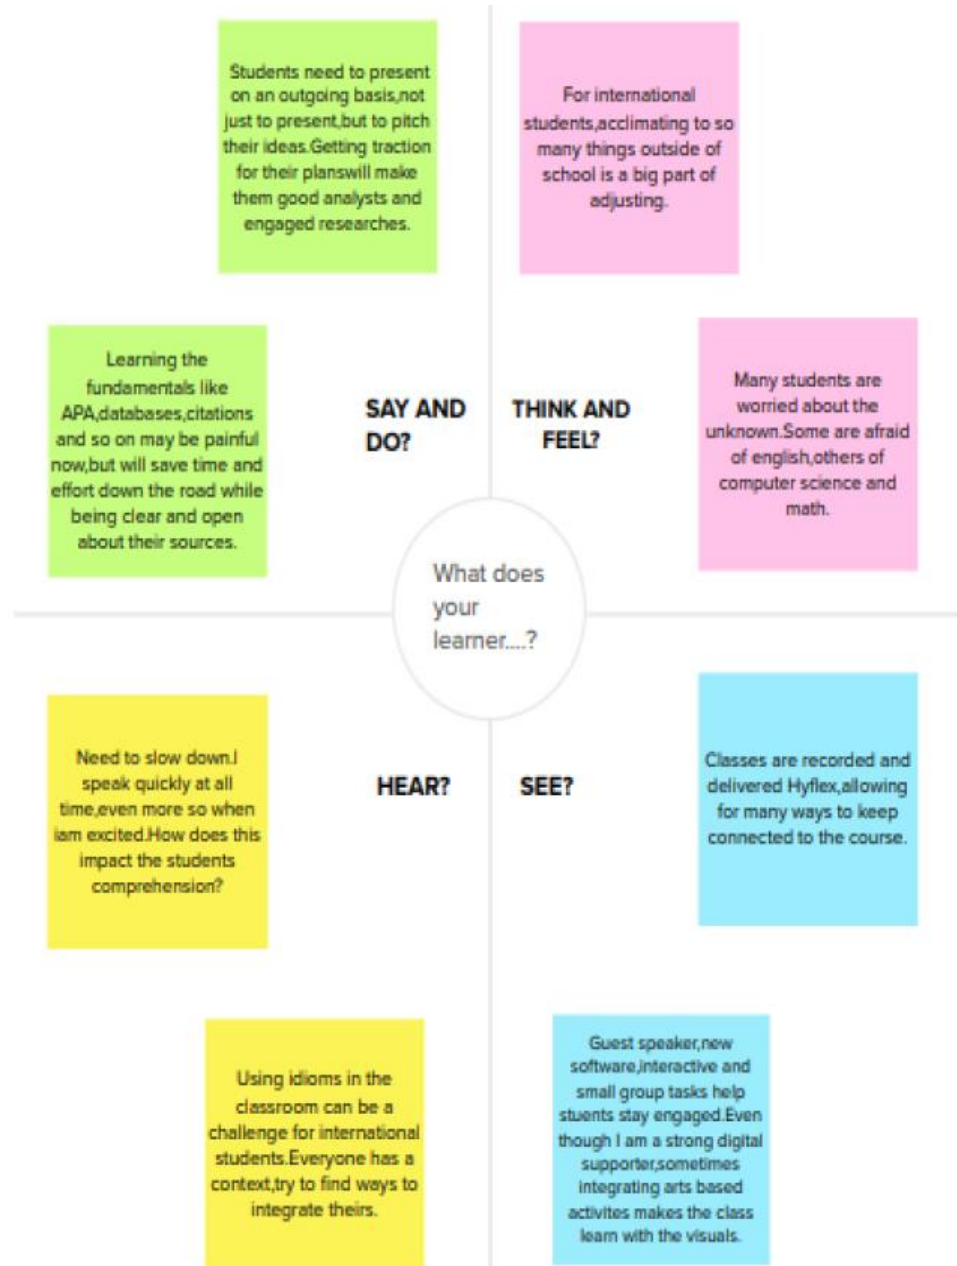 Students need to present
on an outgoing basis,not
just to present,but to pitch
their ideas.Getting traction
for their planswill make
them good analysts and
engaged researches.
For international
students,acclimating to so
many things outside of
school is a big part of
adjusting.
Learning the
fundamentals like
APA,databases,citations
and so on may be painful
now,but will save time and
effort down the road while
being clear and open
about their sources.
SAY AND
DO?
THINK AND
FEEL?
Many students are
worried about the
unknown.Some are afraid
of english,others of
computer science and
math.
What does
your
learner....?
Need to slow down.I
speak quickly at all
time,even more so when
iam excited.How does this
impact the students
comprehension?
HEAR?
SEE?
Classes are recorded and
delivered Hyflex,allowing
for many ways to keep
connected to the course.
Using idioms in the
classroom can be a
challenge for international
students.Everyone has a
context,try to find ways to
integrate theirs.
Guest speaker,new
software,interactive and
small group tasks help
stuents stay engaged.Even
though I am a strong digital
supporter,sometimes
integrating arts based
activites makes the class
learn with the visuals.